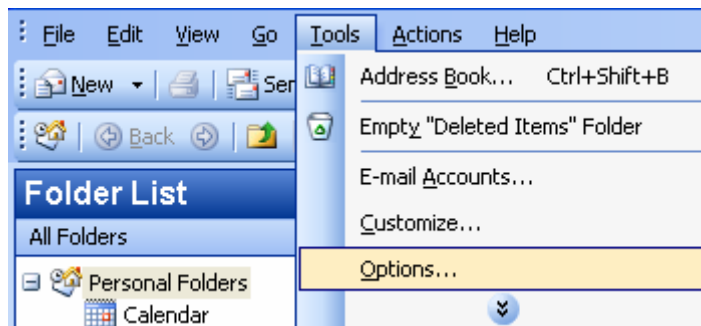 File Edit View Go Tools Actions Help
New Sen
Address Book... Ctrl+Shift+B
Back
Empty "Deleted Items" Folder
Folder List
E-mail Accounts...
All Folders
Customize...
Personal Folders
Options...
Calendar